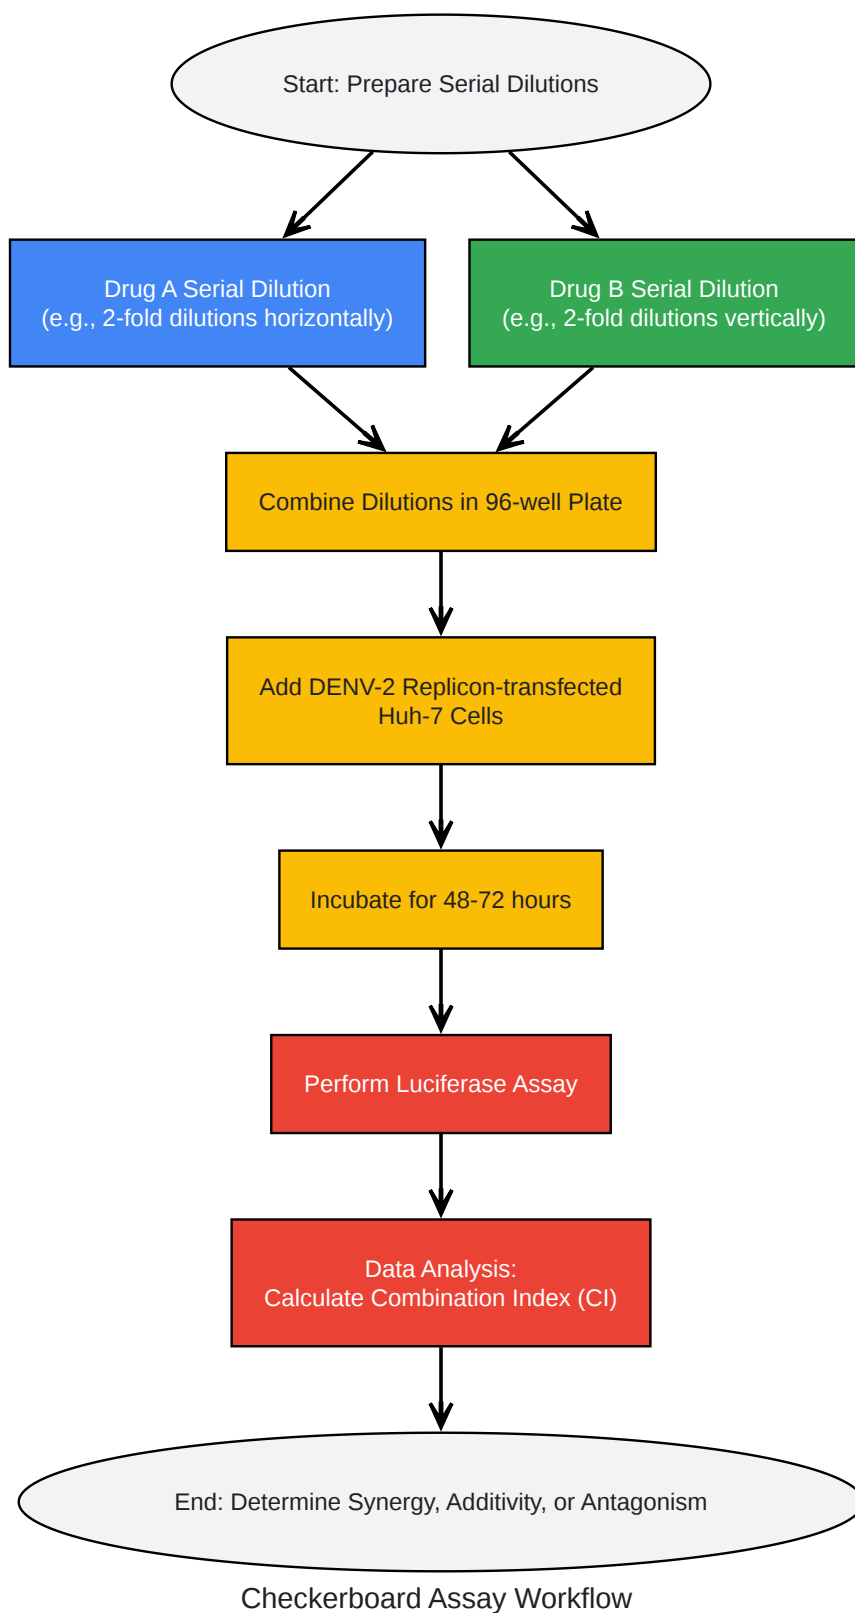 Start: Prepare Serial Dilutions
Drug A Serial Dilution
(e.g., 2-fold dilutions horizontally)
Drug B Serial Dilution
(e.g., 2-fold dilutions vertically)
Combine Dilutions in 96-well Plate
Add DENV-2 Replicon-transfected
Huh-7 Cells
Incubate for 48-72 hours
Perform Luciferase Assay
Data Analysis:
Calculate Combination Index (CI)
End: Determine Synergy, Additivity, or Antagonism
Checkerboard Assay Workflow